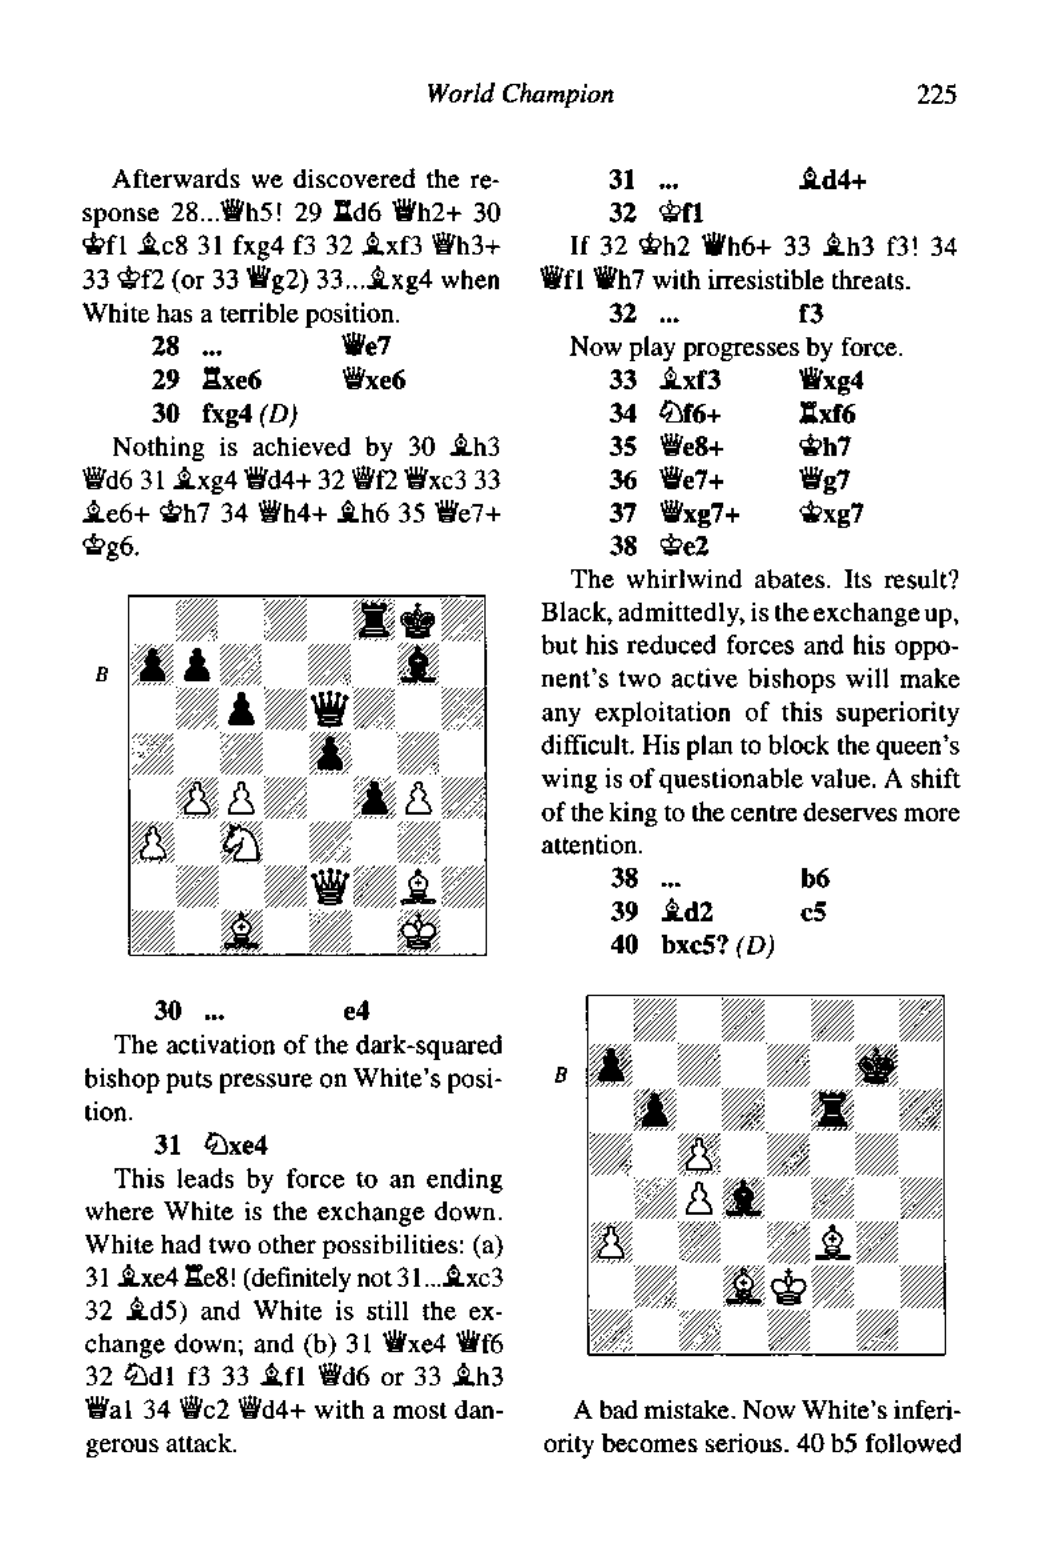 World Champion 225
Afterwards we discovered the re-
sponse 28...♕h5! 29 ♖d6 ♕h2+ 30
♔f1 ♗c8 31 fxg4 f3 32 ♗xf3 ♕h3+
33 ♔f2 (or 33 ♕g2) 33...♗xg4 when
White has a terrible position.
28 ... ♕e7
29 ♖xe6 ♕xe6
30 fxg4 (D)
Nothing is achieved by 30 ♗h3
♕d6 31 ♗xg4 ♕d4+ 32 ♕f2 ♕xc3 33
♗e6+ ♔h7 34 ♕h4+ ♗h6 35 ♕e7+
♔g6.
B
30 ... e4
The activation of the dark-squared
bishop puts pressure on White's posi-
tion.
31 ♘xe4
This leads by force to an ending
where White is the exchange down.
White had two other possibilities: (a)
31 ♗xe4 ♖e8! (definitely not 31...♗xc3
32 ♗d5) and White is still the ex-
change down; and (b) 31 ♕xe4 ♕f6
32 ♘d1 f3 33 ♗f1 ♕d6 or 33 ♗h3
♕a1 34 ♕c2 ♕d4+ with a most dan-
gerous attack.
31 ... ♗d4+
32 ♔f1
If 32 ♔h2 ♕h6+ 33 ♗h3 f3! 34
♕f1 ♕h7 with irresistible threats.
32 ... f3
Now play progresses by force.
33 ♗xf3 ♕xg4
34 ♘f6+ ♖xf6
35 ♕e8+ ♔h7
36 ♕e7+ ♕g7
37 ♕xg7+ ♔xg7
38 ♔e2
The whirlwind abates. Its result?
Black, admittedly, is the exchange up,
but his reduced forces and his oppo-
nent's two active bishops will make
any exploitation of this superiority
difficult. His plan to block the queen's
wing is of questionable value. A shift
of the king to the centre deserves more
attention.
38 ... b6
39 ♗d2 c5
40 bxc5? (D)
B
A bad mistake. Now White's inferi-
ority becomes serious. 40 b5 followed